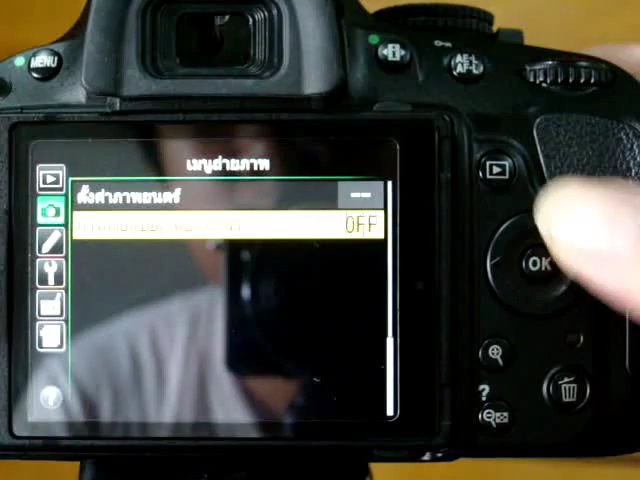 MENU
i
AE-L
AF-L
เมนูถ่ายภาพ
ตั้งค่าภาพยนตร์ ---
OFF
OK
?
?